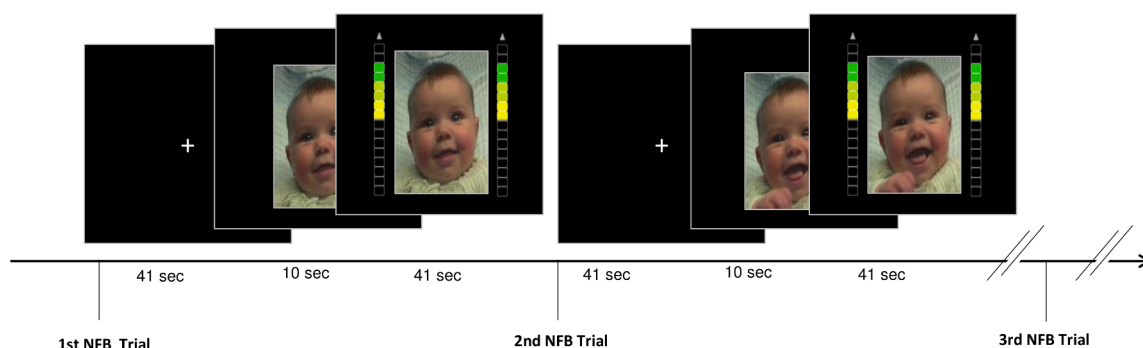 41 sec
10 sec
41 sec
41 sec
10 sec
41 sec
1st NFB Trial
2nd NFB Trial
3rd NFB Trial